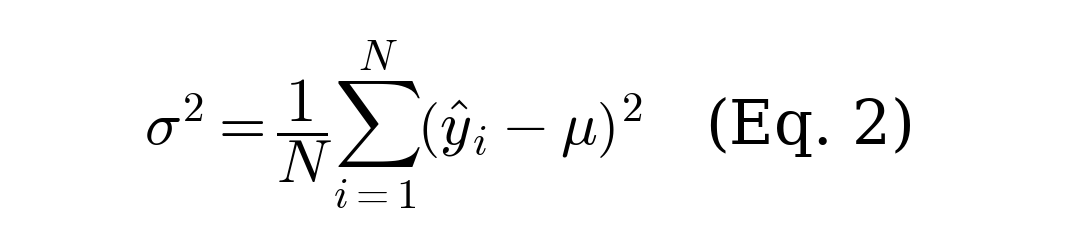 σ² = 1/N ∑_{i=1}^{N} (ŷ_i − μ)² (Eq. 2)